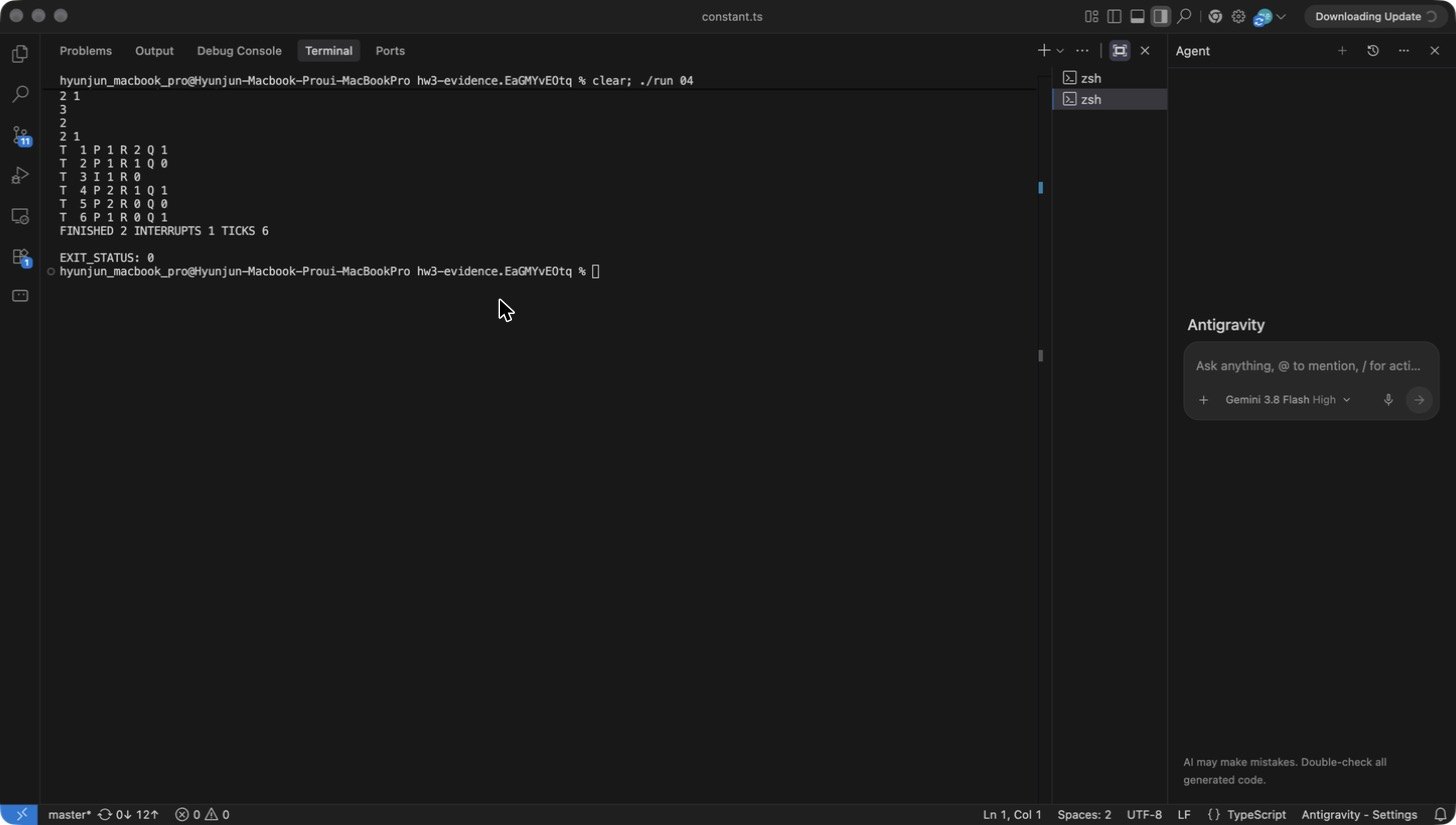 constant.ts
Downloading Update
Problems Output Debug Console Terminal Ports
Agent
hyunjun_macbook_pro@Hyunjun-Macbook-Proui-MacBookPro hw3-evidence.EaGMYvEOtq % clear; ./run 04
zsh
zsh
2 1
3
2
2 1
T  1 P 1 R 2 Q 1
T  2 P 1 R 1 Q 0
T  3 I 1 R 0
T  4 P 2 R 1 Q 1
T  5 P 2 R 0 Q 0
T  6 P 1 R 0 Q 1
FINISHED 2 INTERRUPTS 1 TICKS 6
EXIT_STATUS: 0
hyunjun_macbook_pro@Hyunjun-Macbook-Proui-MacBookPro hw3-evidence.EaGMYvEOtq %
11
1
Antigravity
Ask anything, @ to mention, / for acti...
Gemini 3.8 Flash High
AI may make mistakes. Double-check all
generated code.
master* 0↓ 12↑ 0 0 Ln 1, Col 1 Spaces: 2 UTF-8 LF {} TypeScript Antigravity - Settings